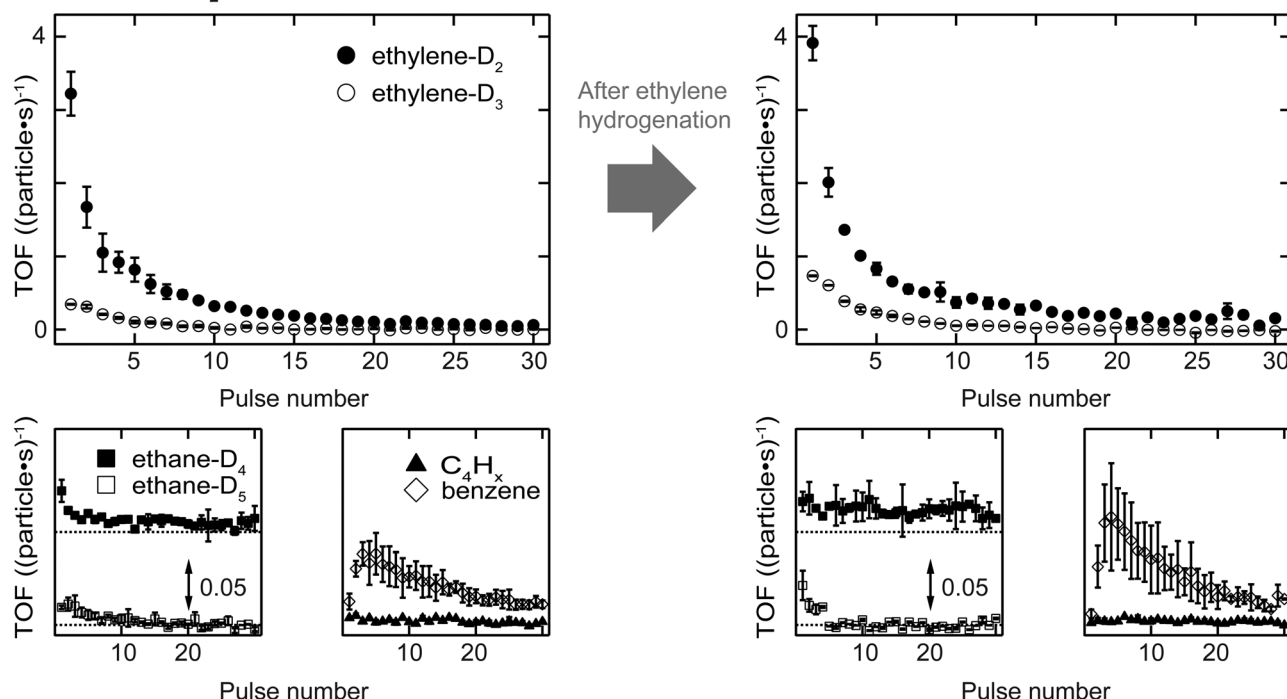 4
0
TOF ((particle•s)⁻¹)
ethylene-D₂
ethylene-D₃
5 10 15 20 25 30
Pulse number
After ethylene
hydrogenation
4
0
TOF ((particle•s)⁻¹)
5 10 15 20 25 30
Pulse number
TOF ((particle•s)⁻¹)
ethane-D₄
ethane-D₅
0.05
10 20
C₄Hₓ
benzene
10 20
Pulse number
TOF ((particle•s)⁻¹)
0.05
10 20
10 20
Pulse number